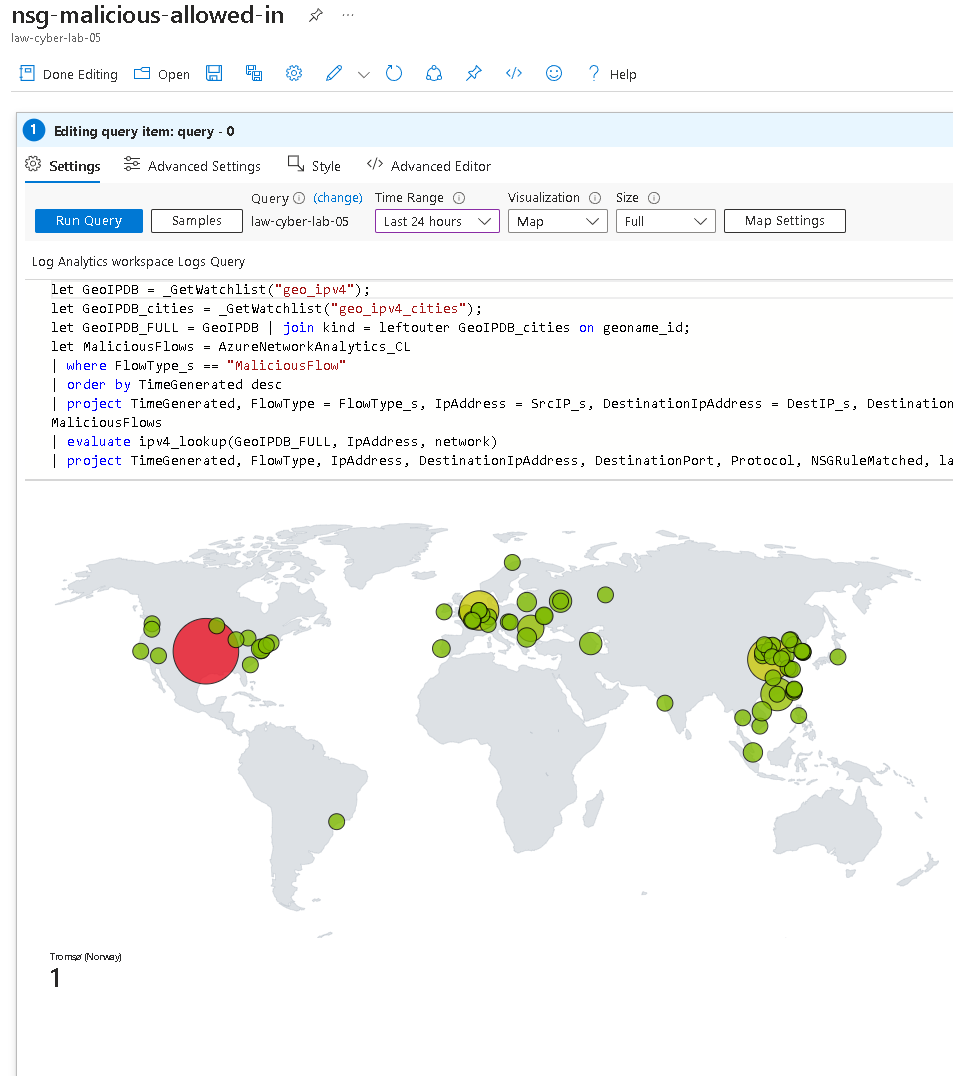 nsg-malicious-allowed-in
law-cyber-lab-05
Done Editing Open Help
1 Editing query item: query - 0
Settings Advanced Settings Style Advanced Editor
Query (change) Time Range Visualization Size
Run Query Samples law-cyber-lab-05 Last 24 hours Map Full Map Settings
Log Analytics workspace Logs Query
let GeoIPDB = _GetWatchlist("geo_ipv4");
let GeoIPDB_cities = _GetWatchlist("geo_ipv4_cities");
let GeoIPDB_FULL = GeoIPDB | join kind = leftouter GeoIPDB_cities on geoname_id;
let MaliciousFlows = AzureNetworkAnalytics_CL
| where FlowType_s == "MaliciousFlow"
| order by TimeGenerated desc
| project TimeGenerated, FlowType = FlowType_s, IpAddress = SrcIP_s, DestinationIpAddress = DestIP_s, Destination
MaliciousFlows
| evaluate ipv4_lookup(GeoIPDB_FULL, IpAddress, network)
| project TimeGenerated, FlowType, IpAddress, DestinationIpAddress, DestinationPort, Protocol, NSGRuleMatched, la
Tromsø (Norway)
1